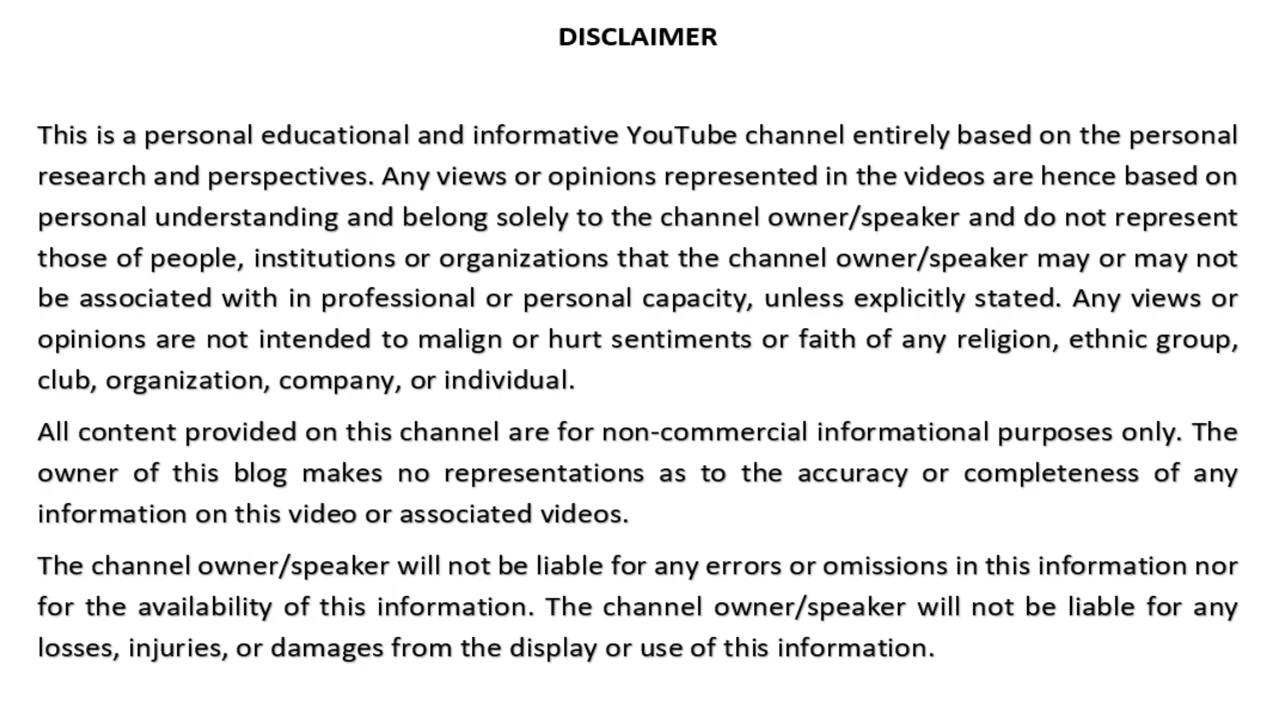 DISCLAIMER
This is a personal educational and informative YouTube channel entirely based on the personal
research and perspectives. Any views or opinions represented in the videos are hence based on
personal understanding and belong solely to the channel owner/speaker and do not represent
those of people, institutions or organizations that the channel owner/speaker may or may not
be associated with in professional or personal capacity, unless explicitly stated. Any views or
opinions are not intended to malign or hurt sentiments or faith of any religion, ethnic group,
club, organization, company, or individual.
All content provided on this channel are for non-commercial informational purposes only. The
owner of this blog makes no representations as to the accuracy or completeness of any
information on this video or associated videos.
The channel owner/speaker will not be liable for any errors or omissions in this information nor
for the availability of this information. The channel owner/speaker will not be liable for any
losses, injuries, or damages from the display or use of this information.